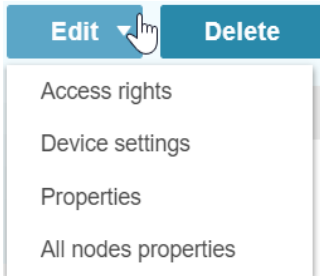 Edit Delete
Access rights
Device settings
Properties
All nodes properties